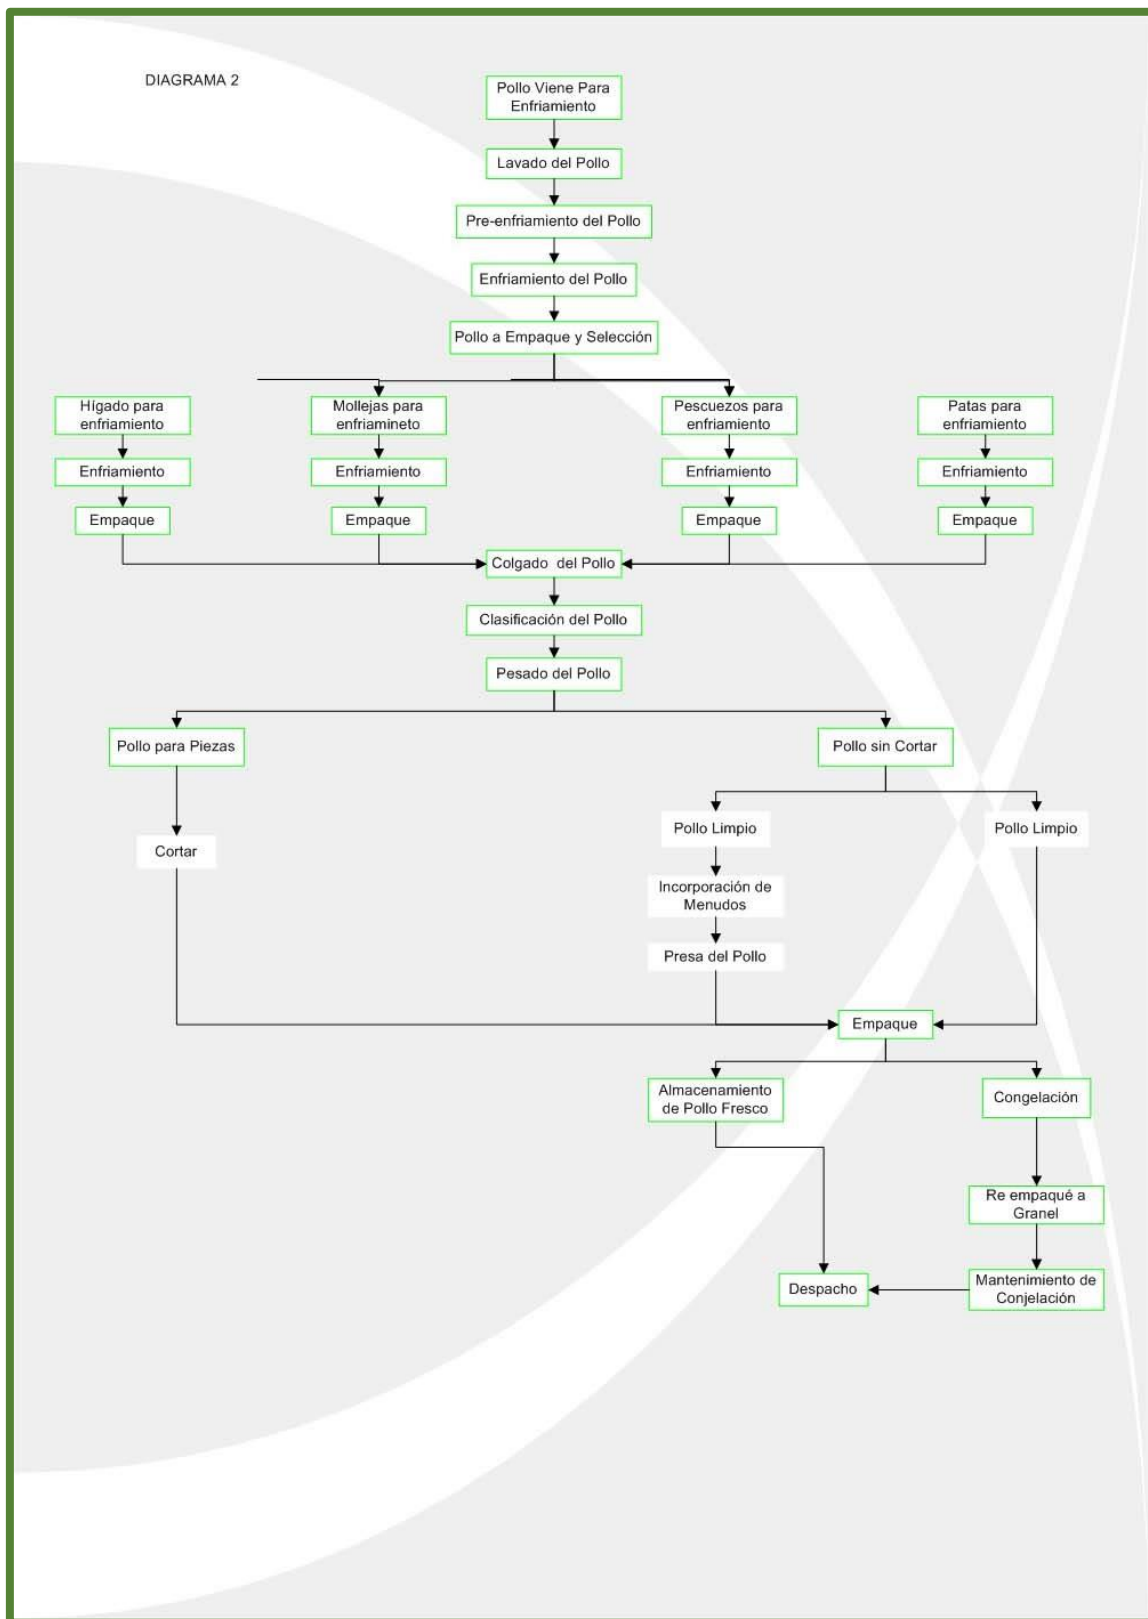 DIAGRAMA 2
Pollo Viene Para
Enfriamiento
Lavado del Pollo
Pre-enfriamiento del Pollo
Enfriamiento del Pollo
Pollo a Empaque y Selección
Hígado para
enfriamiento
Mollejas para
enfriamineto
Pescuezos para
enfriamiento
Patas para
enfriamiento
Enfriamiento
Enfriamiento
Enfriamiento
Enfriamiento
Empaque
Empaque
Empaque
Empaque
Colgado del Pollo
Clasificación del Pollo
Pesado del Pollo
Pollo para Piezas
Pollo sin Cortar
Pollo Limpio
Pollo Limpio
Cortar
Incorporación de
Menudos
Presa del Pollo
Empaque
Almacenamiento
de Pollo Fresco
Congelación
Re empaqué a
Granel
Despacho
Mantenimiento de
Conjelación